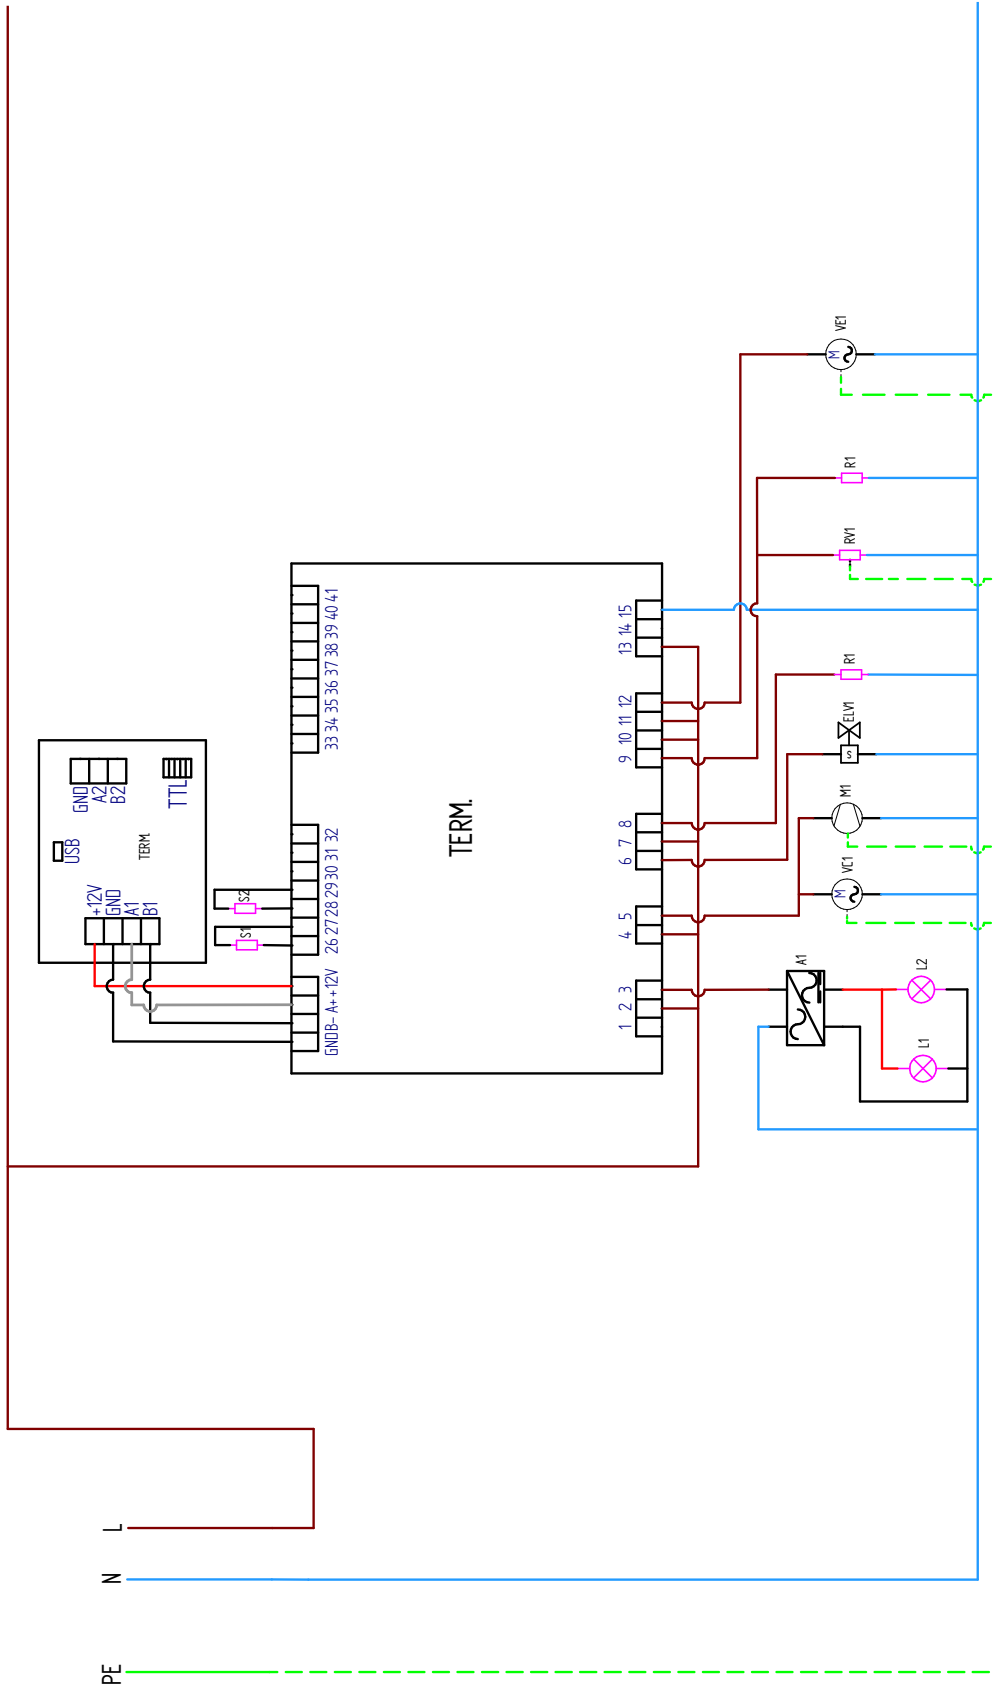 VE1
M
R1
RV1
33 34 35 36 37 38 39 40 41
13 14 15
R1
9 10 11 12
ELV1
S
GND
A2
B2
TTL
USB
TERM.
TERM.
M1
6 7 8
26 27 28 29 30 31 32
+12V
GND
A1
B1
S2
S1
VC1
M
4 5
GND B- A+ +12V
1 2 3
A1
L2
L1
L
N
PE